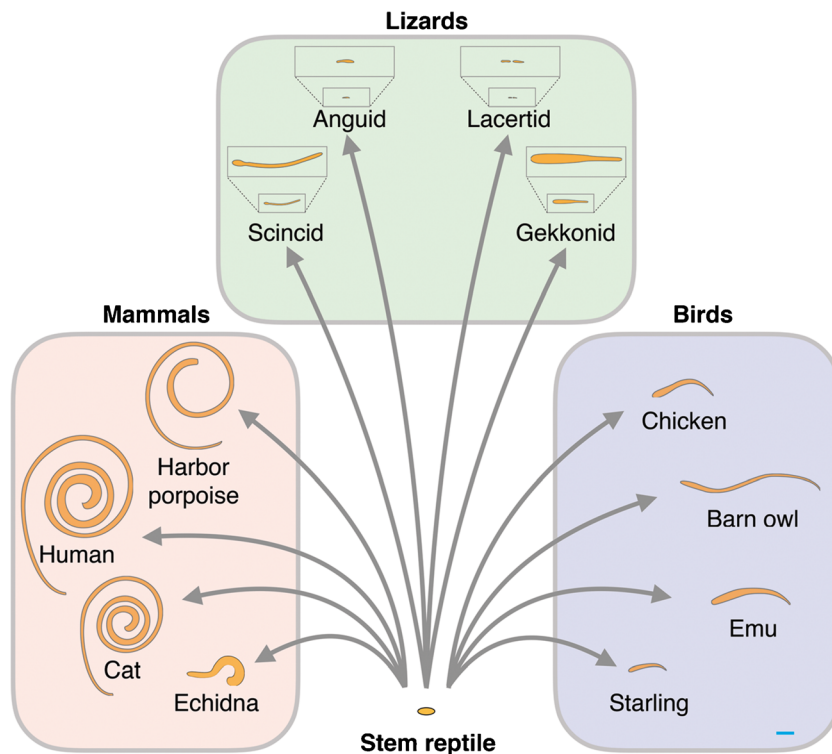 Lizards
Anguid
Lacertid
Scincid
Gekkonid
Mammals
Birds
Harbor
porpoise
Human
Cat
Echidna
Chicken
Barn owl
Emu
Starling
Stem reptile